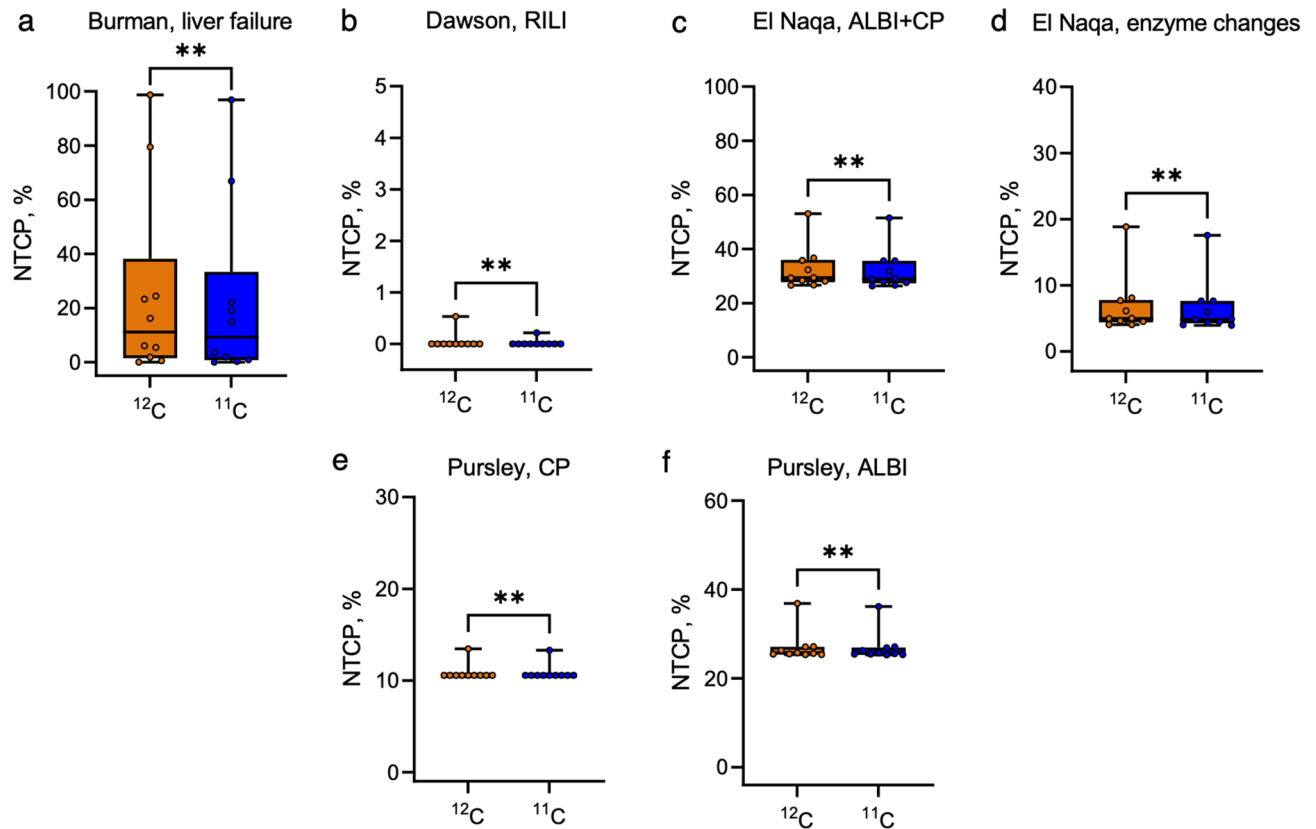 a Burman, liver failure
**
NTCP, %
100
80
60
40
20
0
¹²C ¹¹C
b Dawson, RILI
**
NTCP, %
5
4
3
2
1
0
¹²C ¹¹C
c El Naqa, ALBI+CP
**
NTCP, %
100
80
60
40
20
0
¹²C ¹¹C
d El Naqa, enzyme changes
**
NTCP, %
40
30
20
10
0
¹²C ¹¹C
e Pursley, CP
**
NTCP, %
30
20
10
0
¹²C ¹¹C
f Pursley, ALBI
**
NTCP, %
60
40
20
0
¹²C ¹¹C